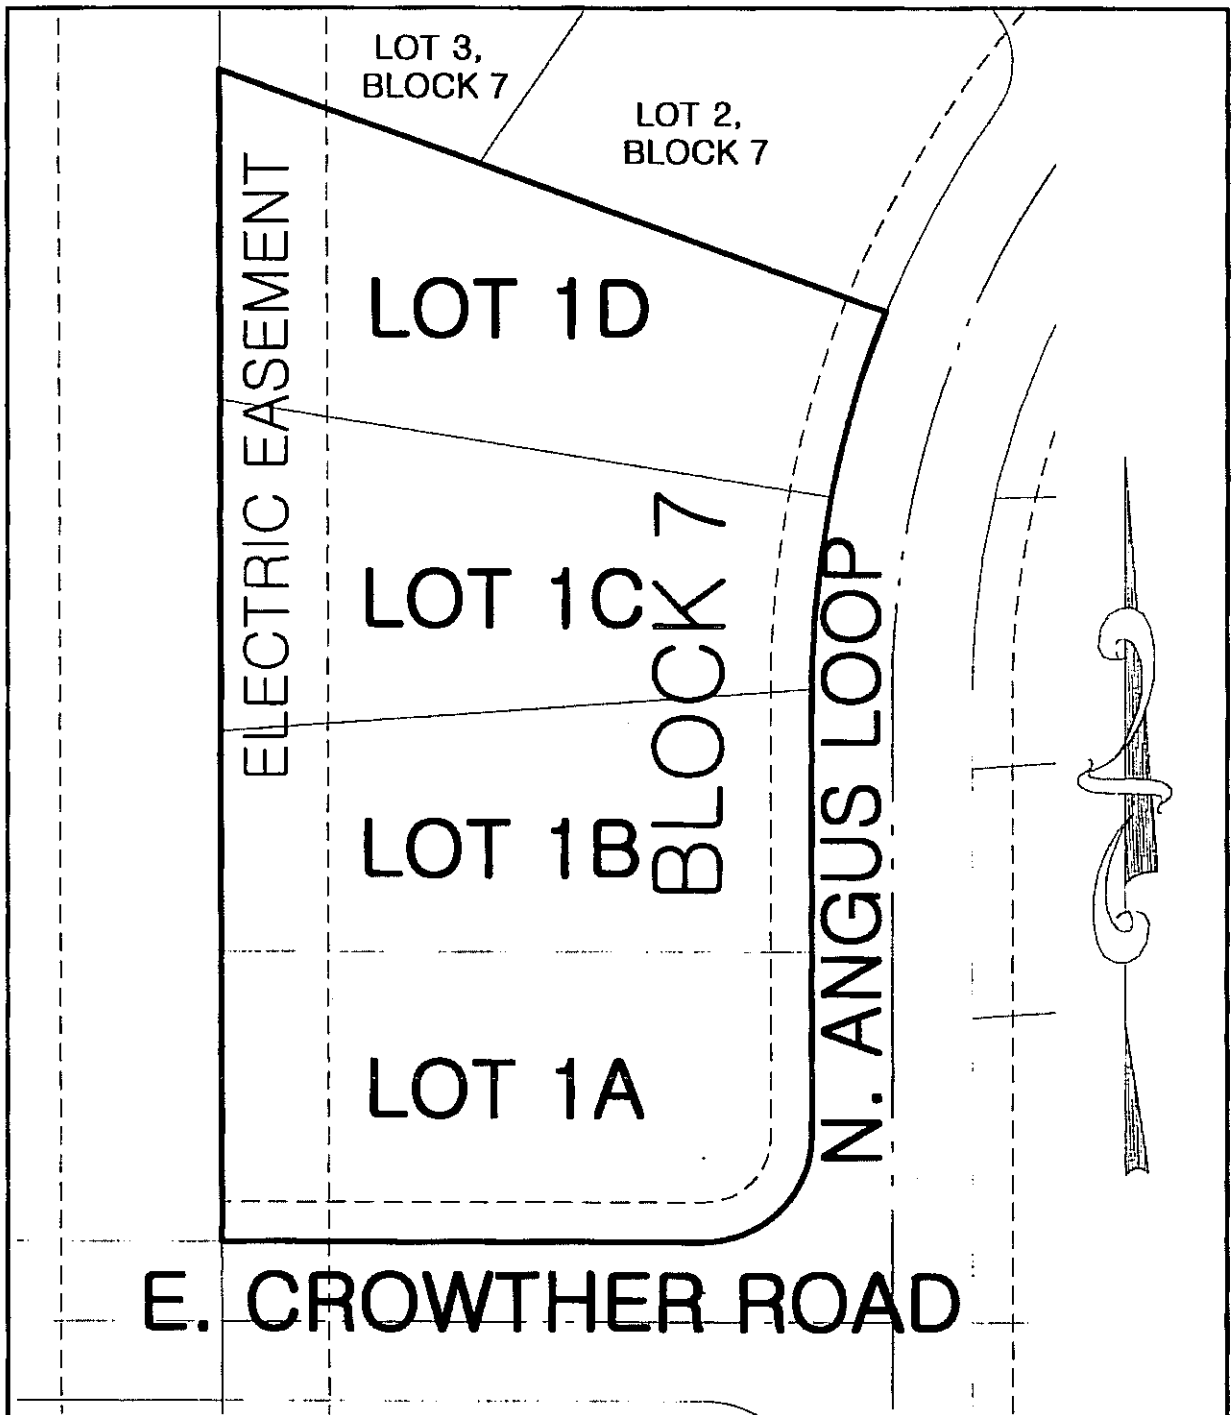 LOT 3,
BLOCK 7
LOT 2,
BLOCK 7
ELECTRIC EASEMENT
LOT 1D
LOT 1C
BLOCK 7
LOT 1B
N. ANGUS LOOP
LOT 1A
E. CROWTHER ROAD